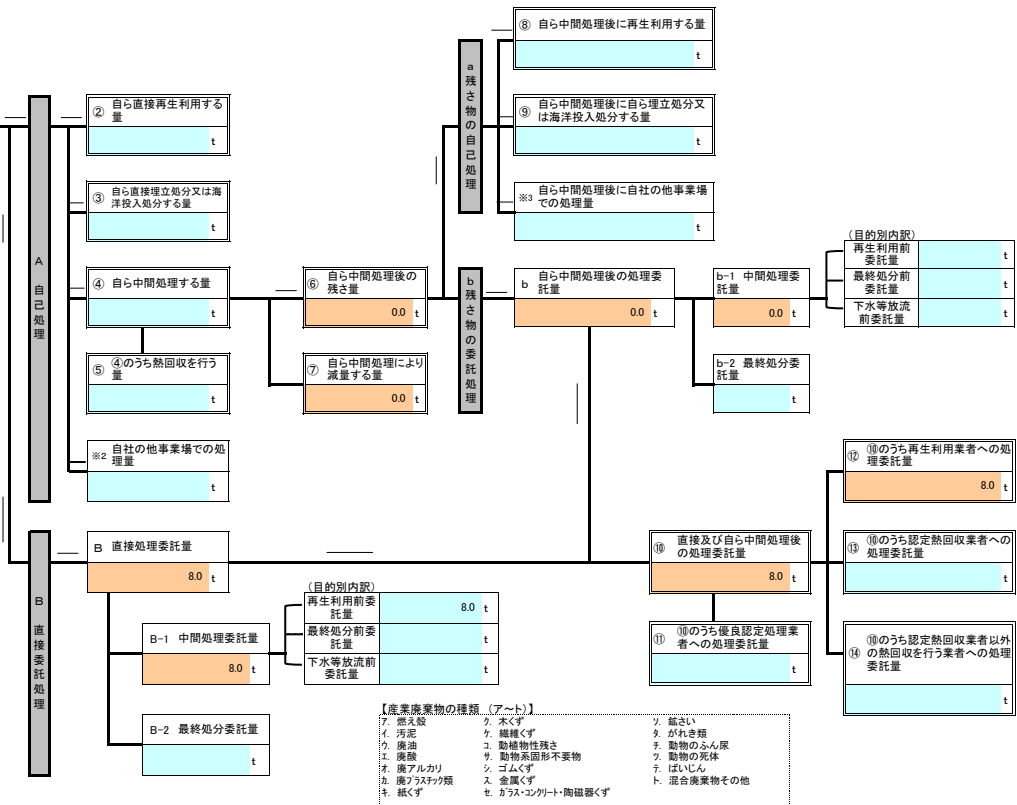 ⑧ 自ら中間処理後に再生利用する量
t
a 残さ物の自己処理
② 自ら直接再生利用する
量
t
⑨ 自ら中間処理後に自ら埋立処分又
は海洋投入処分する量
t
③ 自ら直接埋立処分又は海
洋投入処分する量
t
※3 自ら中間処理後に自社の他事業場
での処理量
t
A 自己処理
④ 自ら中間処理する量
t
⑥ 自ら中間処理後の
残さ量
0.0 t
b 残さ物の委託処理
b 自ら中間処理後の処理委
託量
0.0 t
b-1 中間処理委
託量
0.0 t
(目的別内訳)
再生利用前
委託量
t
最終処分前
委託量
t
下水等放流
前委託量
t
⑤ ④のうち熱回収を行う
量
t
⑦ 自ら中間処理により
減量する量
0.0 t
b-2 最終処分委
託量
t
※2 自社の他事業場での処
理量
t
⑫ ⑩のうち再生利用業者への処
理委託量
8.0 t
B 直接委託処理
B 直接処理委託量
8.0 t
⑩ 直接及び自ら中間処理後
の処理委託量
8.0 t
⑬ ⑩のうち認定熱回収業者への
処理委託量
t
(目的別内訳)
再生利用前委
託量
8.0 t
最終処分前委
託量
t
下水等放流前
委託量
t
B-1 中間処理委託量
8.0 t
⑪ ⑩のうち優良認定処理業
者への処理委託量
t
⑭ ⑩のうち認定熱回収業者以外
の熱回収を行う業者への処理
委託量
t
B-2 最終処分委託量
t
【産業廃棄物の種類 (ア～ト)】
ア. 燃え殻
イ. 汚泥
ウ. 廃油
エ. 廃酸
オ. 廃アルカリ
カ. 廃プラスチック類
キ. 紙くず
ク. 木くず
ケ. 繊維くず
コ. 動植物性残さ
サ. 動物系固形不要物
シ. ゴムくず
ス. 金属くず
セ. ガラス・コンクリート・陶磁器くず
ソ. 鉱さい
タ. がれき類
チ. 動物のふん尿
ツ. 動物の死体
テ. ばいじん
ト. 混合廃棄物その他